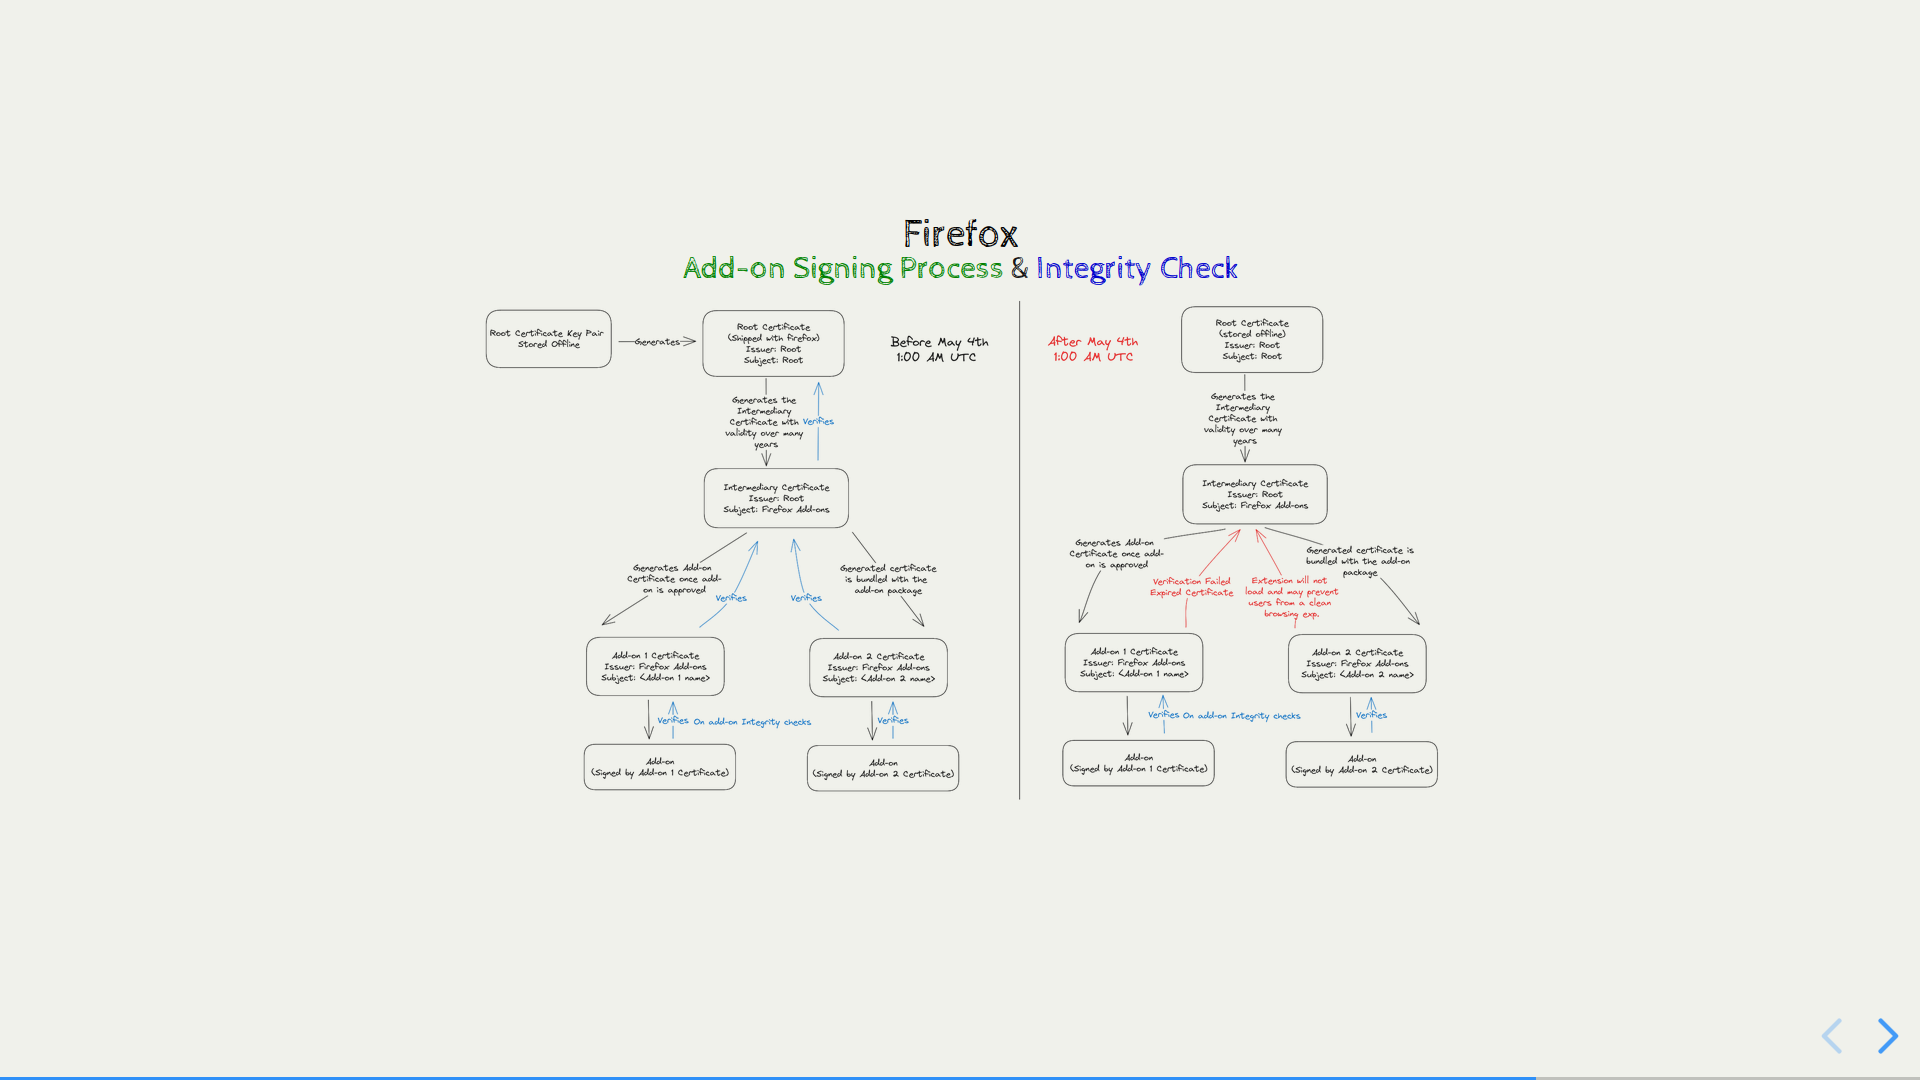 Firefox
Add-on Signing Process & Integrity Check
Root Certificate Key Pair
Stored Offline
Generates
Root Certificate
(Shipped with firefox)
Issuer: Root
Subject: Root
Before May 4th
1:00 AM UTC
Generates the
Intermediary
Certificate with
validity over many
years
Verifies
Intermediary Certificate
Issuer: Root
Subject: Firefox Add-ons
Generates Add-on
Certificate once add-
on is approved
Verifies
Verifies
Generated certificate
is bundled with the
add-on package
Add-on 1 Certificate
Issuer: Firefox Add-ons
Subject: <Add-on 1 name>
Add-on 2 Certificate
Issuer: Firefox Add-ons
Subject: <Add-on 2 name>
Verifies On add-on Integrity checks
Verifies
Add-on
(Signed by Add-on 1 Certificate)
Add-on
(Signed by Add-on 2 Certificate)
After May 4th
1:00 AM UTC
Root Certificate
(stored offline)
Issuer: Root
Subject: Root
Generates the
Intermediary
Certificate with
validity over many
years
Intermediary Certificate
Issuer: Root
Subject: Firefox Add-ons
Generates Add-on
Certificate once add-
on is approved
Verification Failed
Expired Certificate
Extension will not
load and may prevent
users from a clean
browsing exp.
Generated certificate is
bundled with the add-on
package
Add-on 1 Certificate
Issuer: Firefox Add-ons
Subject: <Add-on 1 name>
Add-on 2 Certificate
Issuer: Firefox Add-ons
Subject: <Add-on 2 name>
Verifies On add-on Integrity checks
Verifies
Add-on
(Signed by Add-on 1 Certificate)
Add-on
(Signed by Add-on 2 Certificate)